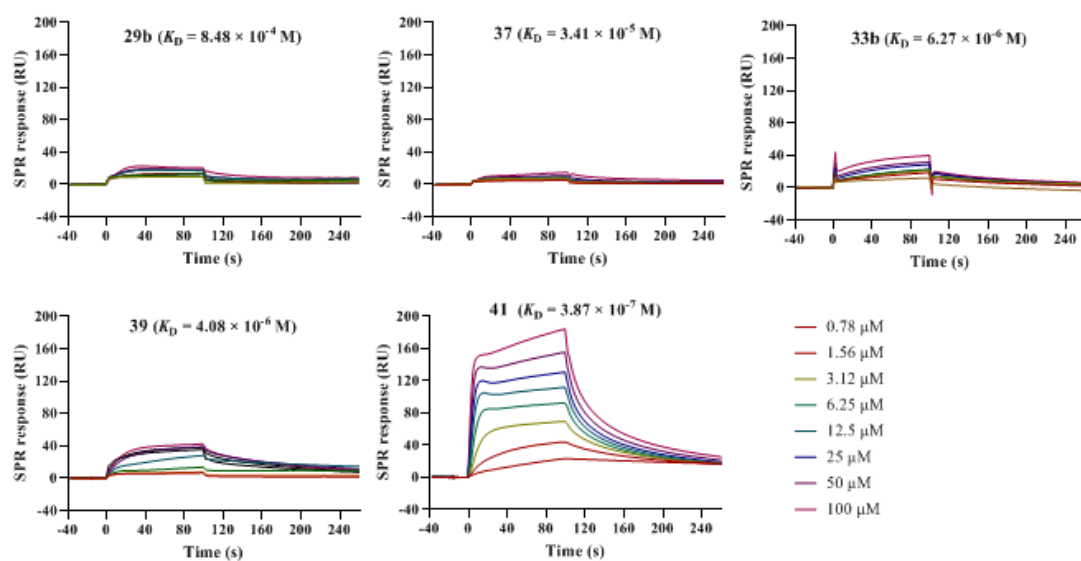 29b (K_D = 8.48 × 10⁻⁴ M)
SPR response (RU)
200
160
120
80
40
0
-40
-40 0 40 80 120 160 200 240
Time (s)
37 (K_D = 3.41 × 10⁻⁵ M)
SPR response (RU)
200
160
120
80
40
0
-40
-40 0 40 80 120 160 200 240
Time (s)
33b (K_D = 6.27 × 10⁻⁶ M)
SPR response (RU)
200
160
120
80
40
0
-40
-40 0 40 80 120 160 200 240
Time (s)
39 (K_D = 4.08 × 10⁻⁶ M)
SPR response (RU)
200
160
120
80
40
0
-40
-40 0 40 80 120 160 200 240
Time (s)
41 (K_D = 3.87 × 10⁻⁷ M)
SPR response (RU)
200
160
120
80
40
0
-40
-40 0 40 80 120 160 200 240
Time (s)
0.78 μM
1.56 μM
3.12 μM
6.25 μM
12.5 μM
25 μM
50 μM
100 μM